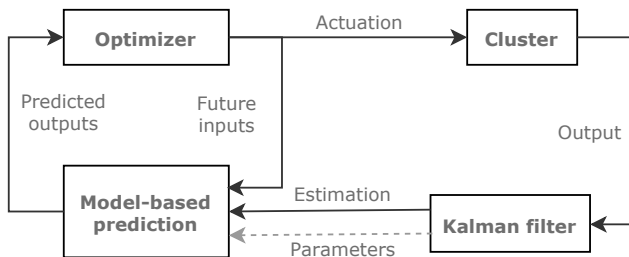 Actuation
Optimizer
Cluster
Predicted
outputs
Future
inputs
Output
Model-based
prediction
Estimation
Kalman filter
Parameters